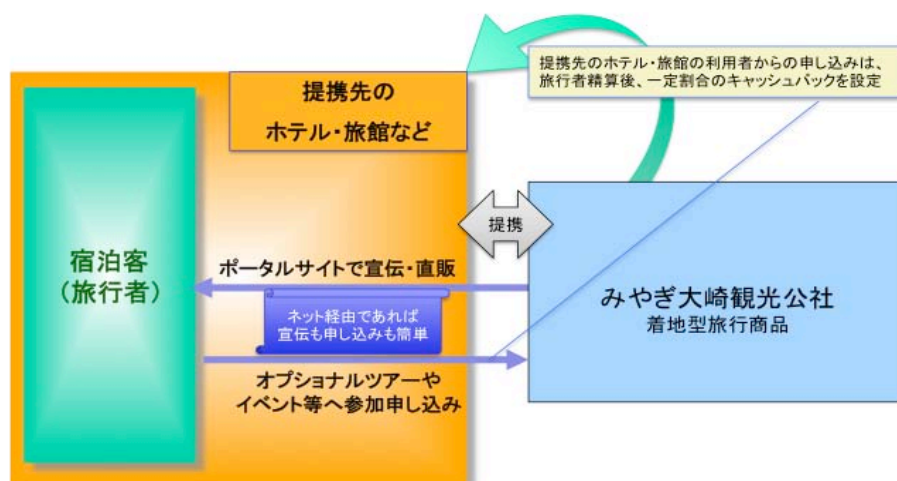 提携先のホテル・旅館の利用者からの申し込みは、
旅行者精算後、一定割合のキャッシュバックを設定
提携先の
ホテル・旅館など
提携
宿泊客
（旅行者）
ポータルサイトで宣伝・直販
ネット経由であれば
宣伝も申し込みも簡単
オプショナルツアーや
イベント等へ参加申し込み
みやぎ大崎観光公社
着地型旅行商品